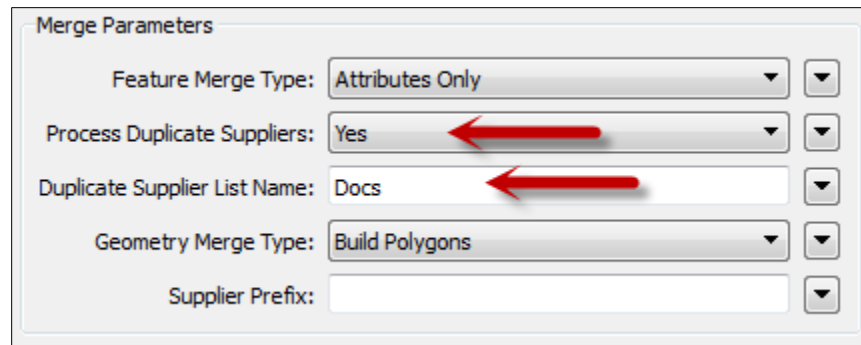 Merge Parameters
Feature Merge Type: Attributes Only
Process Duplicate Suppliers: Yes
Duplicate Supplier List Name: Docs
Geometry Merge Type: Build Polygons
Supplier Prefix: